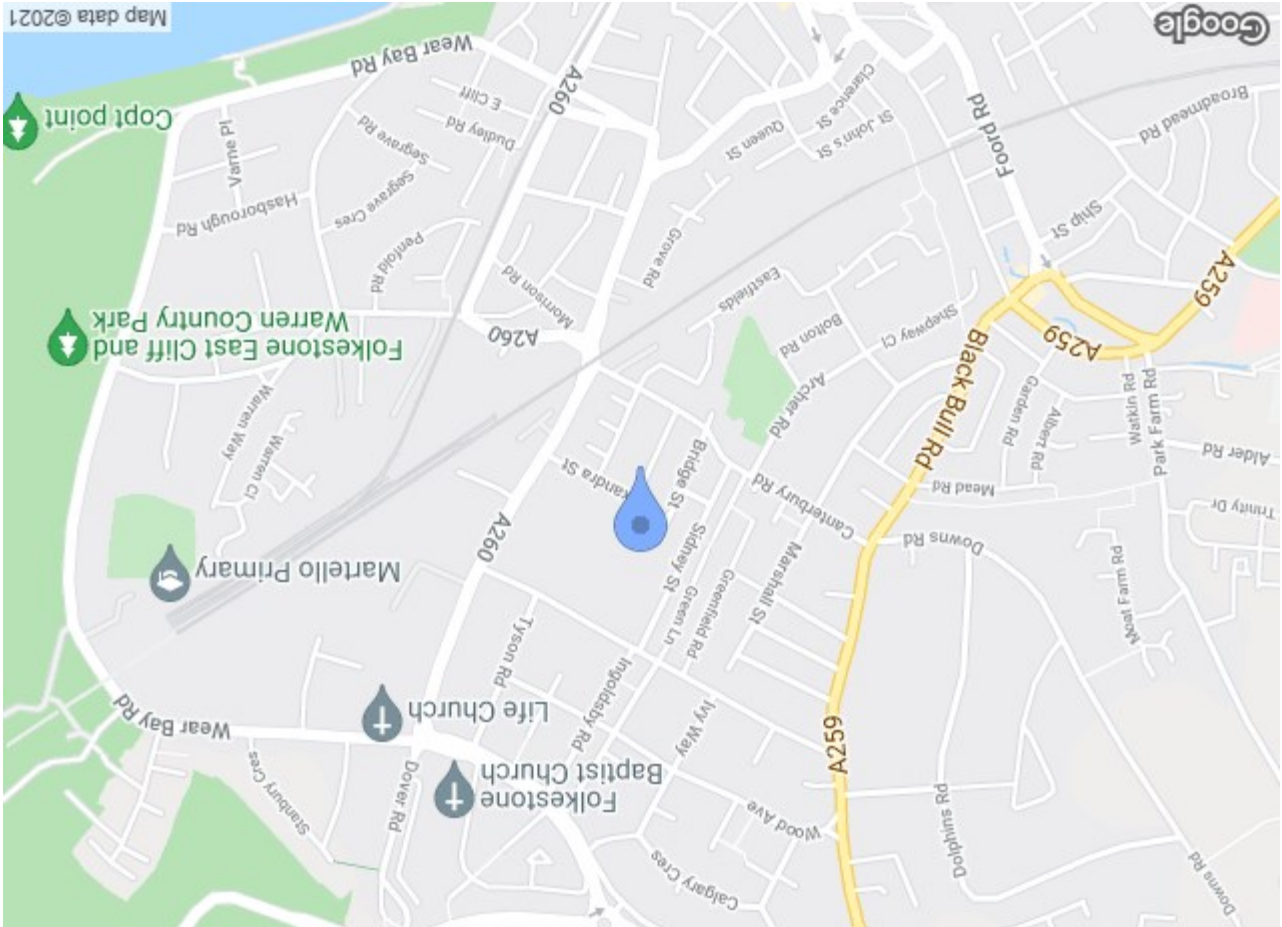 Downs Rd
Calgary Cres
Dolphins Rd
Wood Ave
Folkestone
Baptist Church
Dover Rd
Stanbury Cres
A259
Ivy Way
Ingoldsby Rd
Life Church
Wear Bay Rd
Tyson Rd
Moat Farm Rd
Marshall St
Greenfield Rd
Green Ln
Martello Primary
Downs Rd
Sidney St
A260
Trinity Dr
Mead Rd
Canterbury Rd
xandra St
Alder Rd
Bridge St
Park Farm Rd
Watkin Rd
Albert Rd
Garden Rd
Black Bull Rd
Archer Rd
Warren Ct
Warren Way
A259
Shepway Cl
Bolton Rd
A260
Folkestone East Cliff and
Warren Country Park
A259
Eastfields
Morrison Rd
Penfold Rd
Ship St
Grove Rd
Segrave Cres
Hasborough Rd
Foord Rd
St John's St
Queen St
Segrave Rd
Varne Pl
Broadmead Rd
Clarence St
Dudley Rd
E Cliff
A260
Copt point
Wear Bay Rd
Google
Map data ©2021